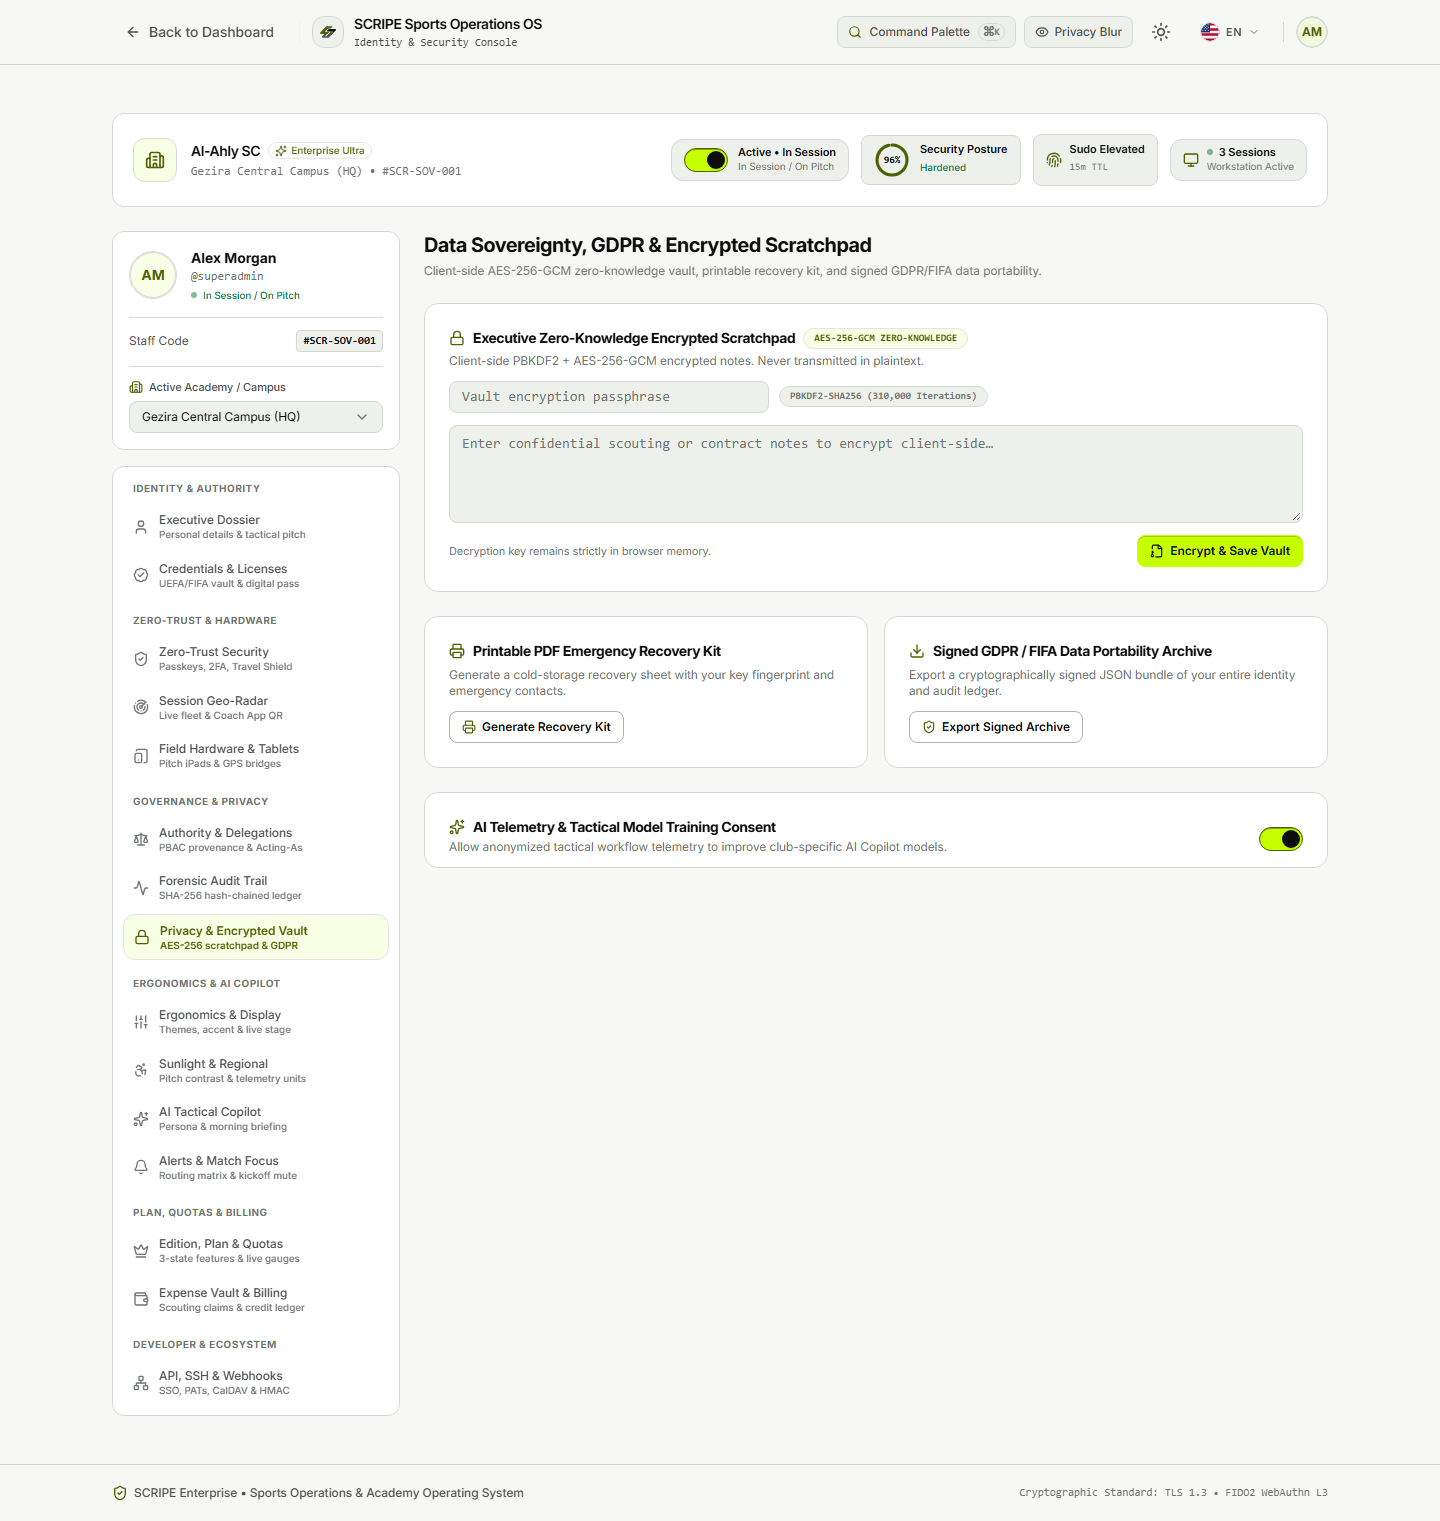 Back to Dashboard
SCRIPE Sports Operations OS
Identity & Security Console
Command Palette ⌘K
Privacy Blur
EN
AM
Al-Ahly SC
Enterprise Ultra
Gezira Central Campus (HQ) • #SCR-SOV-001
Active • In Session
In Session / On Pitch
96%
Security Posture
Hardened
Sudo Elevated
15m TTL
3 Sessions
Workstation Active
AM
Alex Morgan
@superadmin
In Session / On Pitch
Staff Code
#SCR-SOV-001
Active Academy / Campus
Gezira Central Campus (HQ)
IDENTITY & AUTHORITY
Executive Dossier
Personal details & tactical pitch
Credentials & Licenses
UEFA/FIFA vault & digital pass
ZERO-TRUST & HARDWARE
Zero-Trust Security
Passkeys, 2FA, Travel Shield
Session Geo-Radar
Live fleet & Coach App QR
Field Hardware & Tablets
Pitch iPads & GPS bridges
GOVERNANCE & PRIVACY
Authority & Delegations
PBAC provenance & Acting-As
Forensic Audit Trail
SHA-256 hash-chained ledger
Privacy & Encrypted Vault
AES-256 scratchpad & GDPR
ERGONOMICS & AI COPILOT
Ergonomics & Display
Themes, accent & live stage
Sunlight & Regional
Pitch contrast & telemetry units
AI Tactical Copilot
Persona & morning briefing
Alerts & Match Focus
Routing matrix & kickoff mute
PLAN, QUOTAS & BILLING
Edition, Plan & Quotas
3-state features & live gauges
Expense Vault & Billing
Scouting claims & credit ledger
DEVELOPER & ECOSYSTEM
API, SSH & Webhooks
SSO, PATs, CalDAV & HMAC
Data Sovereignty, GDPR & Encrypted Scratchpad
Client-side AES-256-GCM zero-knowledge vault, printable recovery kit, and signed GDPR/FIFA data portability.
Executive Zero-Knowledge Encrypted Scratchpad
AES-256-GCM ZERO-KNOWLEDGE
Client-side PBKDF2 + AES-256-GCM encrypted notes. Never transmitted in plaintext.
Vault encryption passphrase
PBKDF2-SHA256 (310,000 Iterations)
Enter confidential scouting or contract notes to encrypt client-side…
Decryption key remains strictly in browser memory.
Encrypt & Save Vault
Printable PDF Emergency Recovery Kit
Generate a cold-storage recovery sheet with your key fingerprint and
emergency contacts.
Generate Recovery Kit
Signed GDPR / FIFA Data Portability Archive
Export a cryptographically signed JSON bundle of your entire identity
and audit ledger.
Export Signed Archive
AI Telemetry & Tactical Model Training Consent
Allow anonymized tactical workflow telemetry to improve club-specific AI Copilot models.
SCRIPE Enterprise • Sports Operations & Academy Operating System
Cryptographic Standard: TLS 1.3 • FIDO2 WebAuthn L3